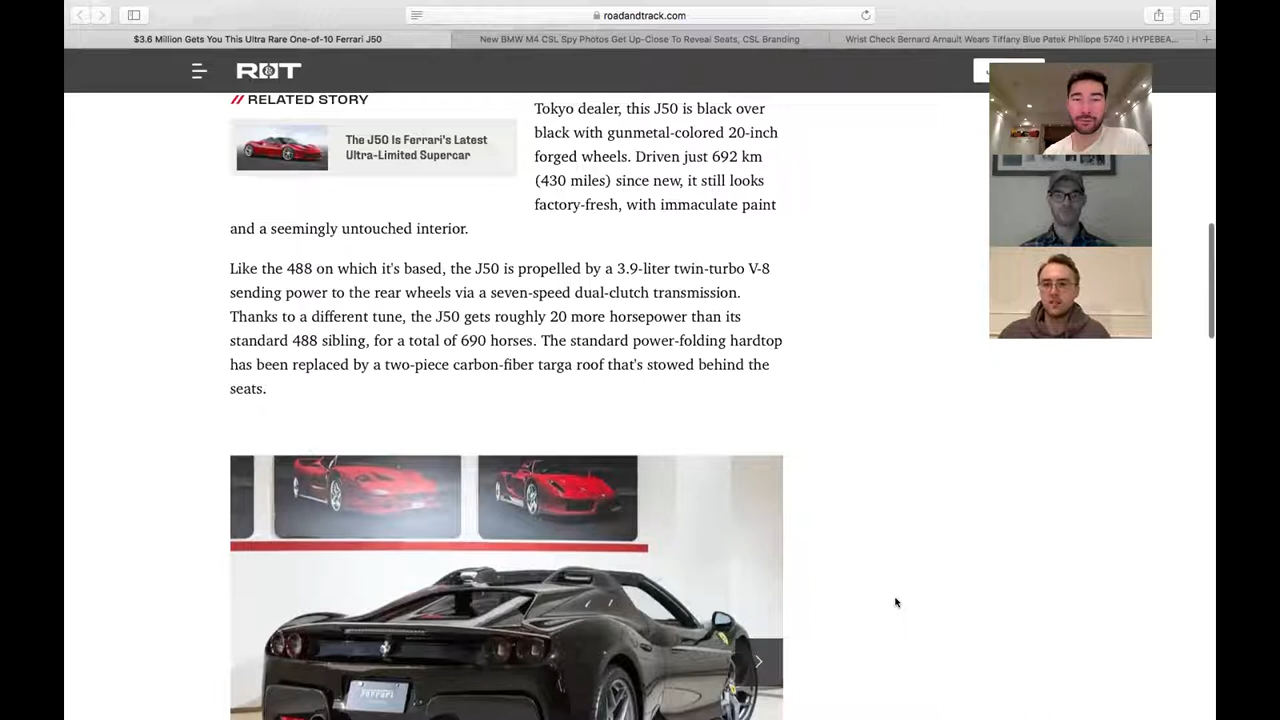 roadandtrack.com
$3.6 Million Gets You This Ultra Rare One-of-10 Ferrari J50
New BMW M4 CSL Spy Photos Get Up-Close To Reveal Seats, CSL Branding
Wrist Check Bernard Arnault Wears Tiffany Blue Patek Philippe 5740 | HYPEBEA...
R&T
// RELATED STORY
The J50 Is Ferrari's Latest
Ultra-Limited Supercar
Tokyo dealer, this J50 is black over
black with gunmetal-colored 20-inch
forged wheels. Driven just 692 km
(430 miles) since new, it still looks
factory-fresh, with immaculate paint
and a seemingly untouched interior.
Like the 488 on which it's based, the J50 is propelled by a 3.9-liter twin-turbo V-8
sending power to the rear wheels via a seven-speed dual-clutch transmission.
Thanks to a different tune, the J50 gets roughly 20 more horsepower than its
standard 488 sibling, for a total of 690 horses. The standard power-folding hardtop
has been replaced by a two-piece carbon-fiber targa roof that's stowed behind the
seats.
Ferrari